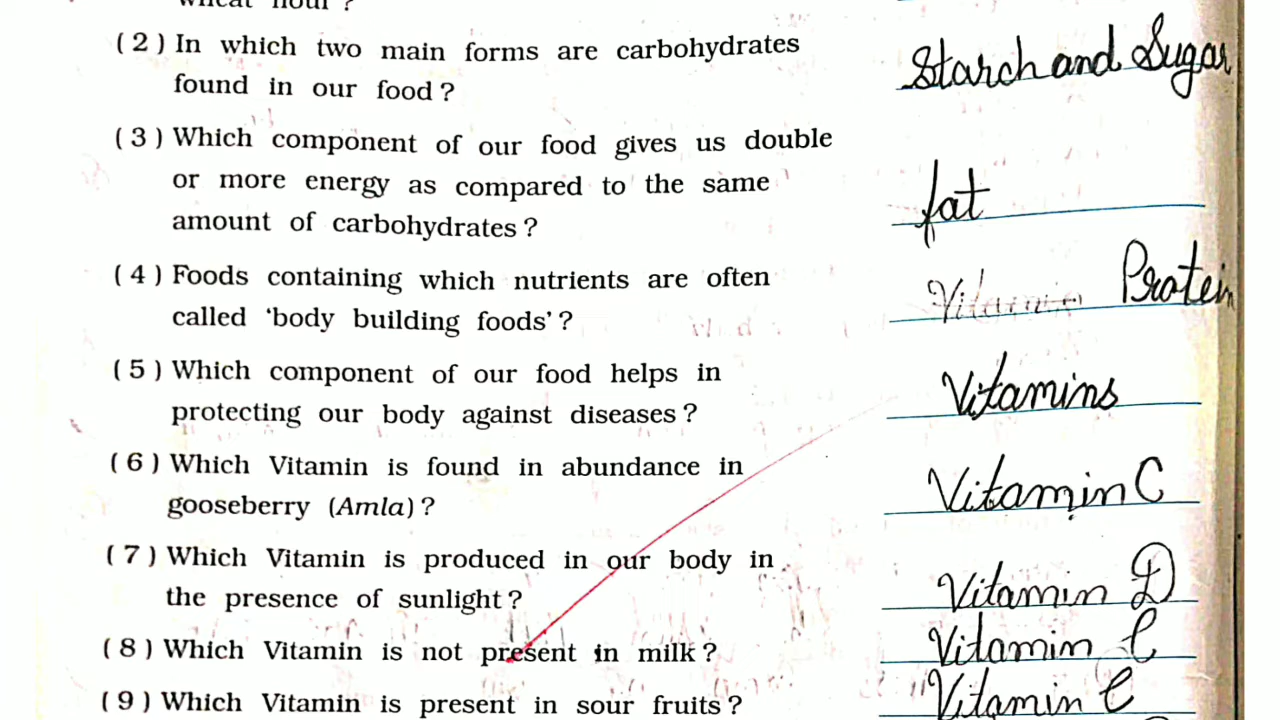 wheat flour ?
( 2 ) In which two main forms are carbohydrates Starch and Sugar
found in our food ?
( 3 ) Which component of our food gives us double
or more energy as compared to the same fat
amount of carbohydrates ?
( 4 ) Foods containing which nutrients are often Vitamin Protein
called ‘body building foods’ ?
( 5 ) Which component of our food helps in Vitamins
protecting our body against diseases ?
( 6 ) Which Vitamin is found in abundance in Vitamin C
gooseberry (Amla) ?
( 7 ) Which Vitamin is produced in our body in
the presence of sunlight ? Vitamin D
( 8 ) Which Vitamin is not present in milk ? Vitamin C
( 9 ) Which Vitamin is present in sour fruits ? Vitamin C